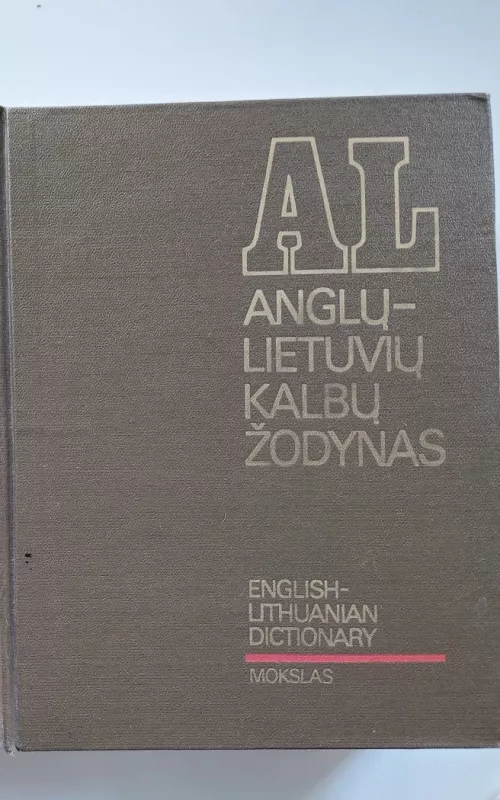 AL
ANGLŲ-
LIETUVIŲ
KALBŲ
ŽODYNAS
ENGLISH-
LITHUANIAN
DICTIONARY
MOKSLAS